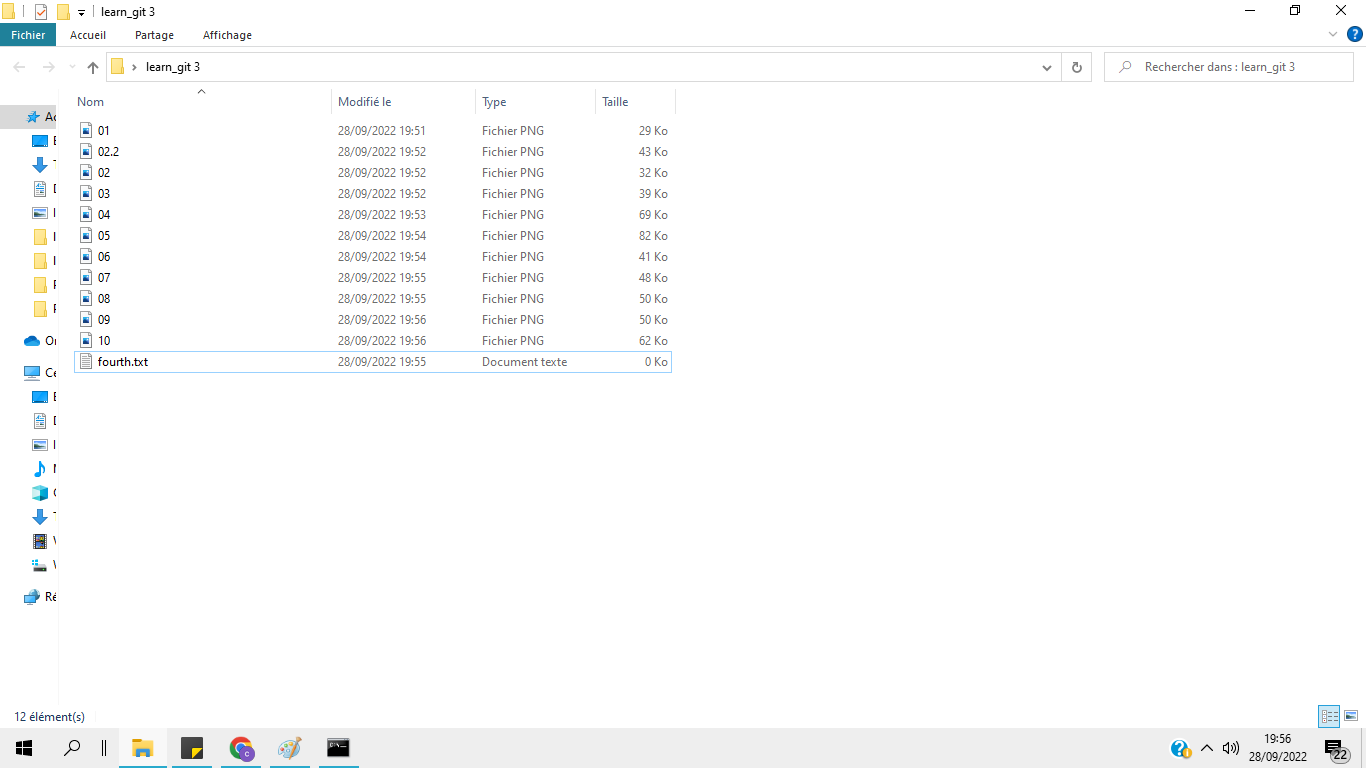 learn_git 3
Fichier Accueil Partage Affichage ?
learn_git 3 Rechercher dans : learn_git 3
Nom Modifié le Type Taille
01 28/09/2022 19:51 Fichier PNG 29 Ko
02.2 28/09/2022 19:52 Fichier PNG 43 Ko
02 28/09/2022 19:52 Fichier PNG 32 Ko
03 28/09/2022 19:52 Fichier PNG 39 Ko
04 28/09/2022 19:53 Fichier PNG 69 Ko
05 28/09/2022 19:54 Fichier PNG 82 Ko
06 28/09/2022 19:54 Fichier PNG 41 Ko
07 28/09/2022 19:55 Fichier PNG 48 Ko
08 28/09/2022 19:55 Fichier PNG 50 Ko
09 28/09/2022 19:56 Fichier PNG 50 Ko
10 28/09/2022 19:56 Fichier PNG 62 Ko
fourth.txt 28/09/2022 19:55 Document texte 0 Ko
12 élément(s)
19:56
28/09/2022
22